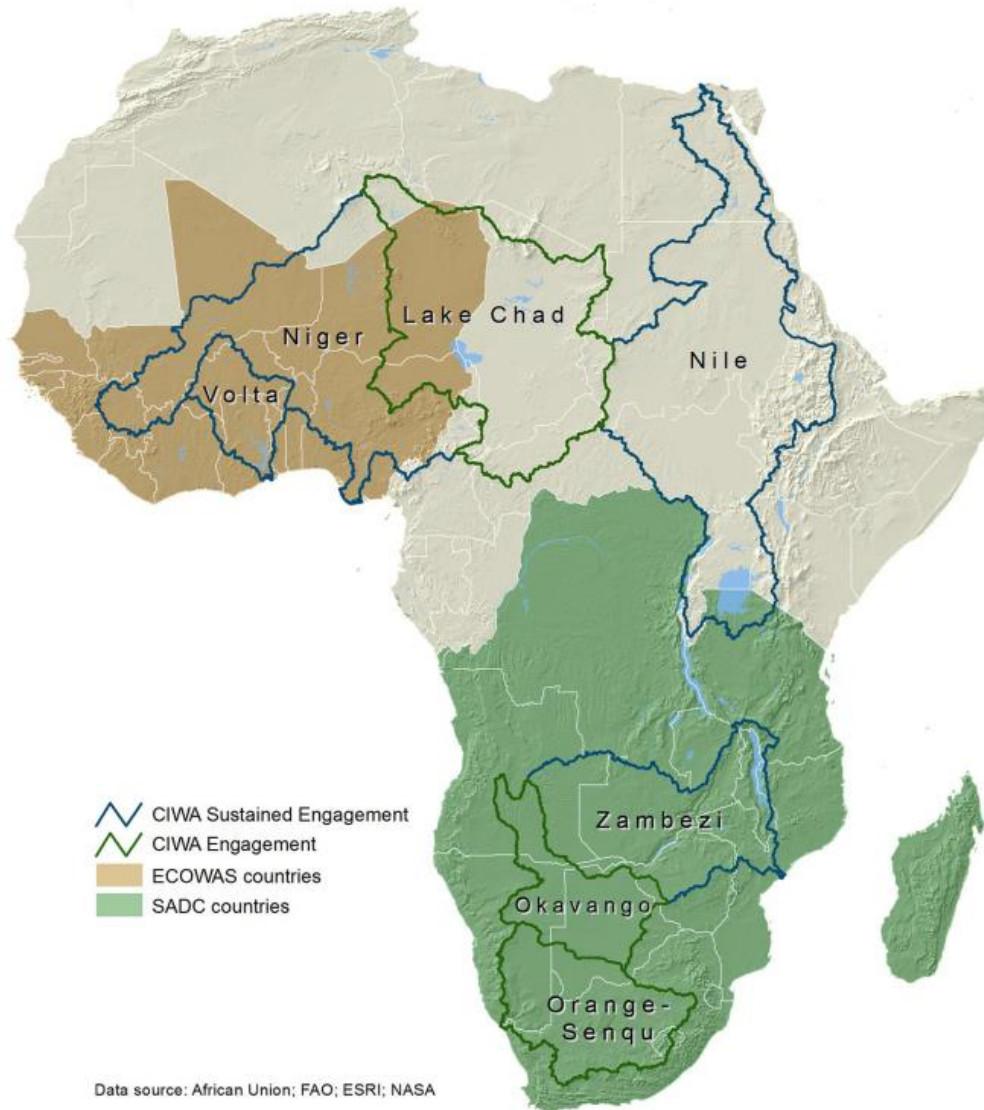 Lake Chad
Niger
Nile
Volta
Zambezi
Okavango
Orange-
Senqu
CIWA Sustained Engagement
CIWA Engagement
ECOWAS countries
SADC countries
Data source: African Union; FAO; ESRI; NASA